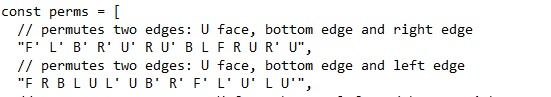 const perms = [
// permutes two edges: U face, bottom edge and right edge
"F' L' B' R' U' R U' B L F R U R' U",
// permutes two edges: U face, bottom edge and left edge
"F R B L U L' U B' R' F' L' U' L U'",